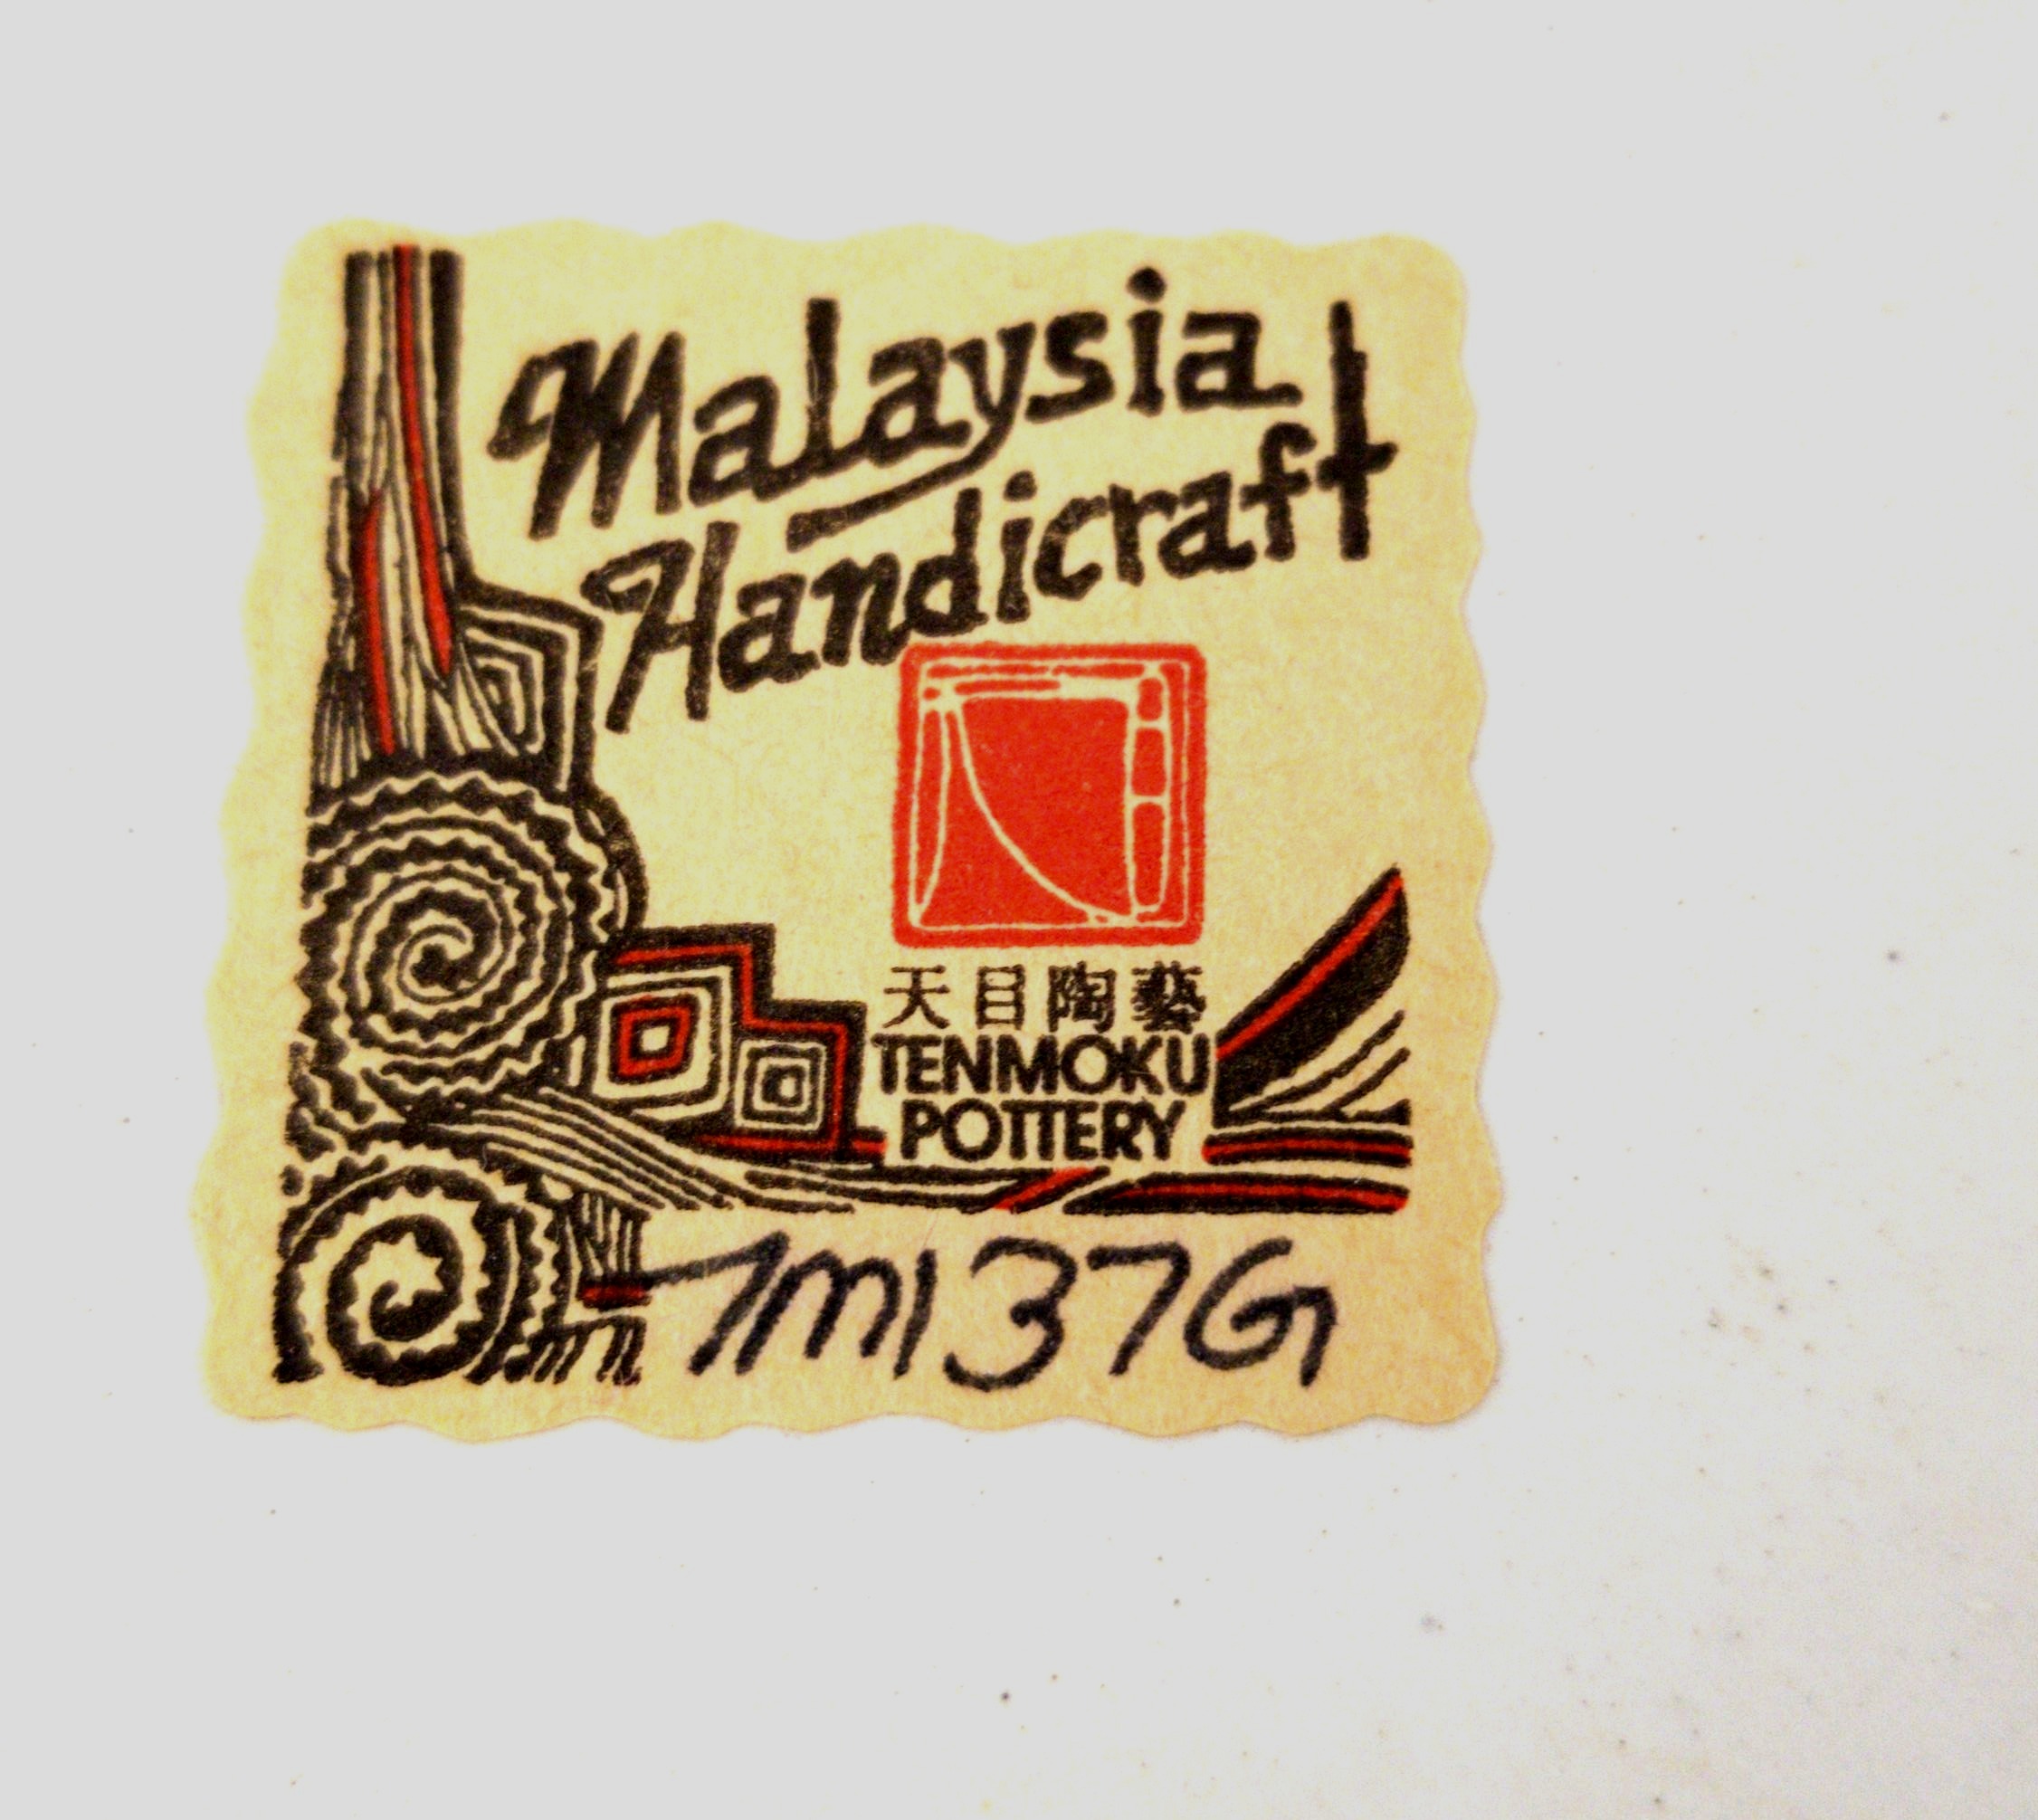 Malaysia
Handicraft
天目陶藝
TENMOKU
POTTERY
TM137G